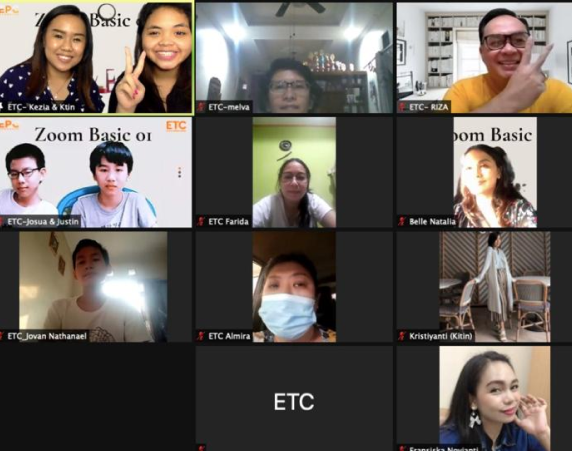 Zoom Basic 01
ETC- Kezia & Ktin
ETC-melva
ETC- RIZA
Zoom Basic 01
ETC
ETC-Josua & Justin
ETC Farida
oom Basic
Belle Natalia
ETC_Jovan Nathanael
ETC Almira
Kristiyanti (Kitin)
ETC
Fransiska Novianti